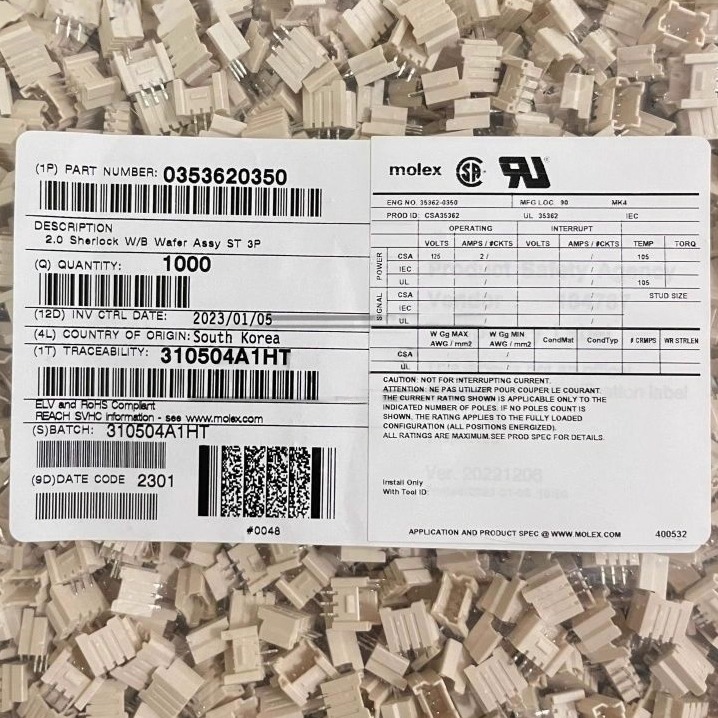 (1P) PART NUMBER: 0353620350
DESCRIPTION
2.0 Sherlock W/B Wafer Assy ST 3P
(Q) QUANTITY: 1000
(12D) INV CTRL DATE: 2023/01/05
(4L) COUNTRY OF ORIGIN: South Korea
(1T) TRACEABILITY: 310504A1HT
ELV and RoHS Compliant
REACH SVHC Information - see www.molex.com
(S)BATCH: 310504A1HT
(9D)DATE CODE 2301
#0048
molex
ENG NO. 35362-0350 MFG LOC. 90 MK4
PROD ID: CSA35362 UL 35362 IEC
OPERATING INTERRUPT
VOLTS AMPS / #CKTS VOLTS AMPS / #CKTS TEMP TORQ
POWER
CSA 125 2 / / 105
IEC / /
UL / / 105
SIGNAL
CSA / / STUD SIZE
IEC / /
UL / /
W Gg MAX AWG / mm2 W Gg MIN AWG / mm2 CondMat CondTyp # CRMPS WR STRLEN
CSA / /
UL / /
CAUTION: NOT FOR INTERRUPTING CURRENT.
ATTENTION: NE PAS UTILIZER POUR COUPER LE COURANT.
THE CURRENT RATING SHOWN IS APPLICABLE ONLY TO THE
INDICATED NUMBER OF POLES. IF NO POLES COUNT IS
SHOWN, THE RATING APPLIES TO THE FULLY LOADED
CONFIGURATION (ALL POSITIONS ENERGIZED).
ALL RATINGS ARE MAXIMUM. SEE PROD SPEC FOR DETAILS.
Ver. 20221206
Install Only
With Tool ID:
APPLICATION AND PRODUCT SPEC @ WWW.MOLEX.COM 400532